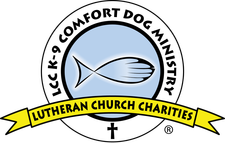 LCC K-9 COMFORT DOG MINISTRY
LUTHERAN CHURCH CHARITIES
®